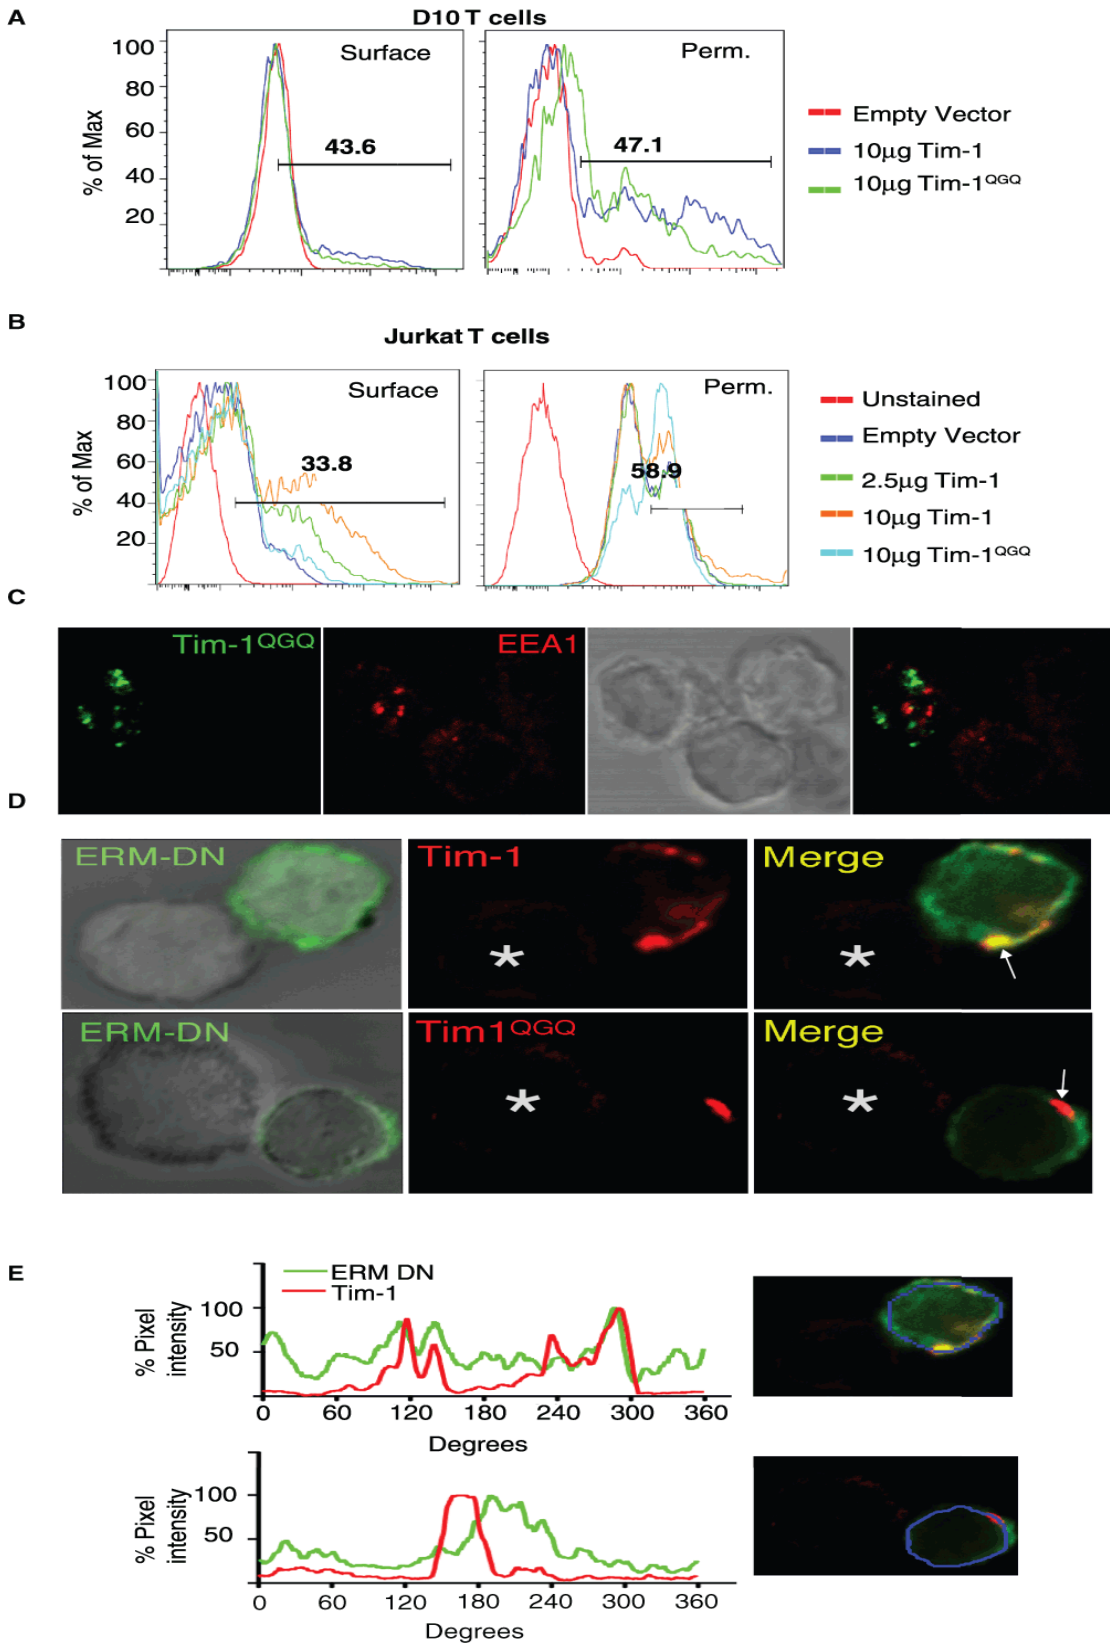 A
D10 T cells
% of Max
100
80
60
40
20
Surface
43.6
Perm.
47.1
Empty Vector
10μg Tim-1
10μg Tim-1QGQ
B
Jurkat T cells
% of Max
100
80
60
40
20
Surface
33.8
Perm.
58.9
Unstained
Empty Vector
2.5μg Tim-1
10μg Tim-1
10μg Tim-1QGQ
C
Tim-1QGQ
EEA1
D
ERM-DN
Tim-1
*
Merge
*
ERM-DN
Tim1QGQ
*
Merge
*
E
% Pixel
intensity
100
50
ERM DN
Tim-1
0 60 120 180 240 300 360
Degrees
% Pixel
intensity
100
50
0 60 120 180 240 300 360
Degrees